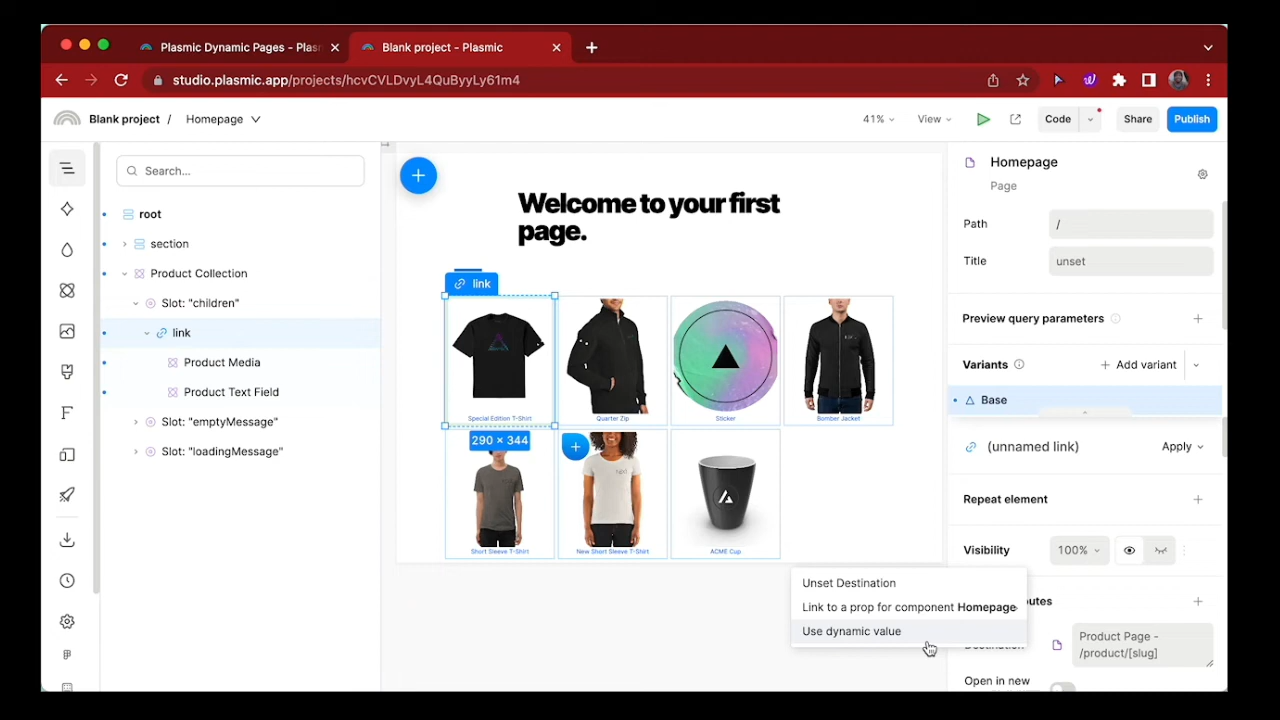 Plasmic Dynamic Pages - Plas
Blank project - Plasmic
studio.plasmic.app/projects/hcvCVLDvyL4QuByyLy61m4
Blank project / Homepage
41%
View
Code
Share
Publish
Search...
root
section
Product Collection
Slot: "children"
link
Product Media
Product Text Field
Slot: "emptyMessage"
Slot: "loadingMessage"
Welcome to your first
page.
link
Special Edition T-Shirt
Quarter Zip
Sticker
Bomber Jacket
290 × 344
Short Sleeve T-Shirt
New Short Sleeve T-Shirt
ACME Cup
Unset Destination
Link to a prop for component Homepage
Use dynamic value
Homepage
Page
Path
/
Title
unset
Preview query parameters
Variants
Add variant
Base
(unnamed link)
Apply
Repeat element
Visibility
100%
utes
Destination
Product Page -
/product/[slug]
Open in new